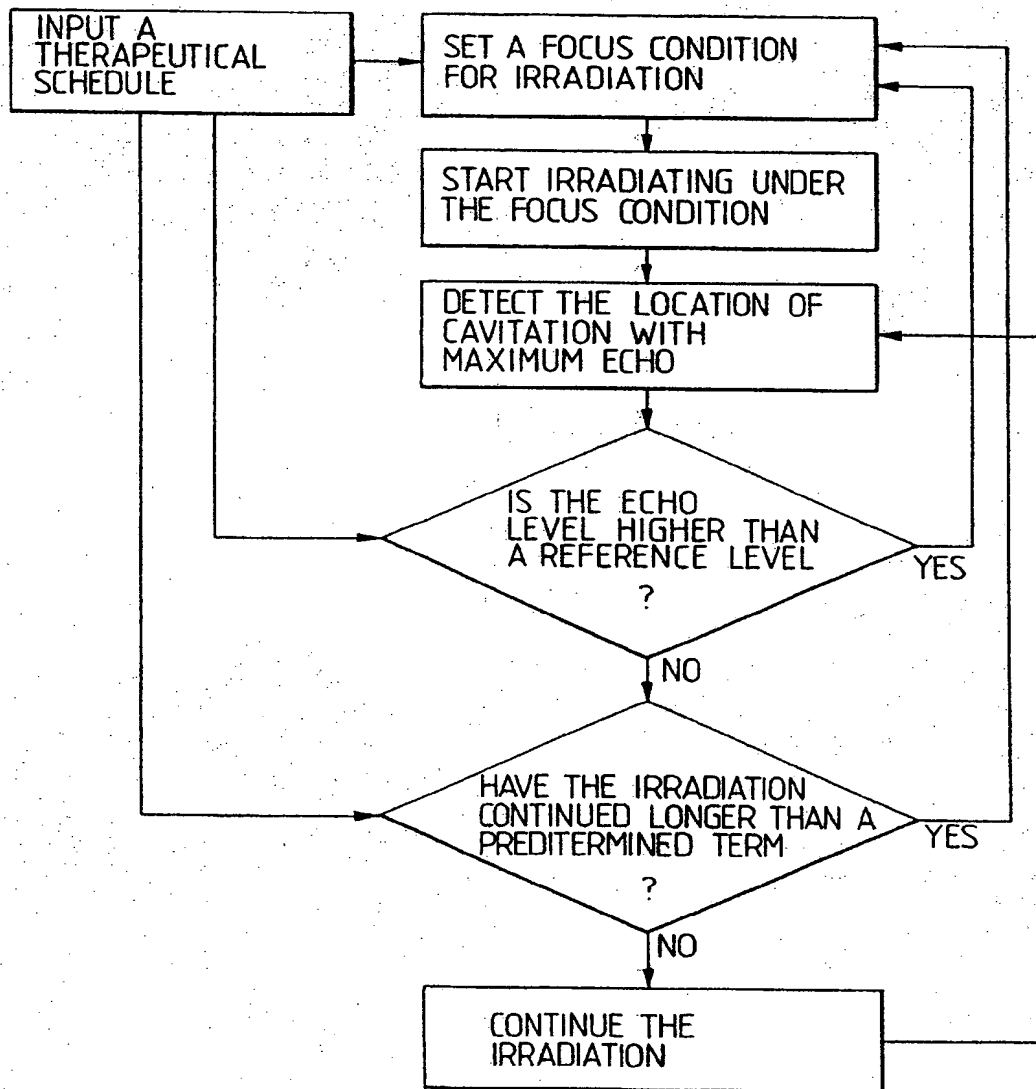 INPUT A
THERAPEUTICAL
SCHEDULE
SET A FOCUS CONDITION
FOR IRRADIATION
START IRRADIATING UNDER
THE FOCUS CONDITION
DETECT THE LOCATION OF
CAVITATION WITH
MAXIMUM ECHO
IS THE ECHO
LEVEL HIGHER THAN
A REFERENCE LEVEL
?
YES
NO
HAVE THE IRRADIATION
CONTINUED LONGER THAN A
PREDITERMINED TERM
?
YES
NO
CONTINUE THE
IRRADIATION